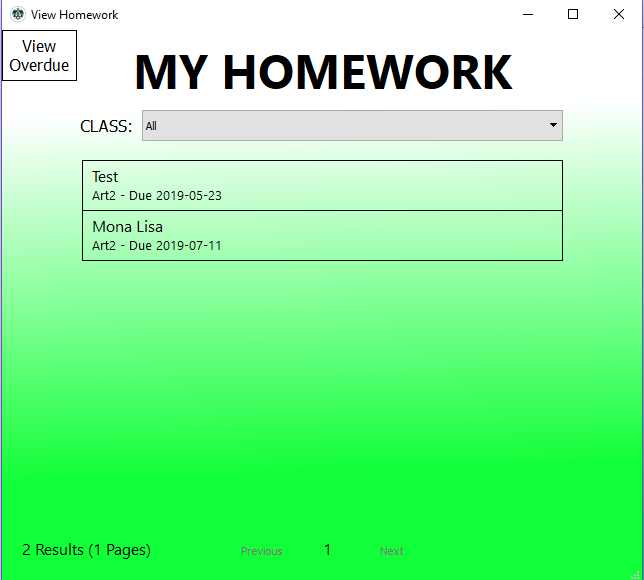 View Homework
View
Overdue
MY HOMEWORK
CLASS: All
Test
Art2 - Due 2019-05-23
Mona Lisa
Art2 - Due 2019-07-11
2 Results (1 Pages) Previous 1 Next